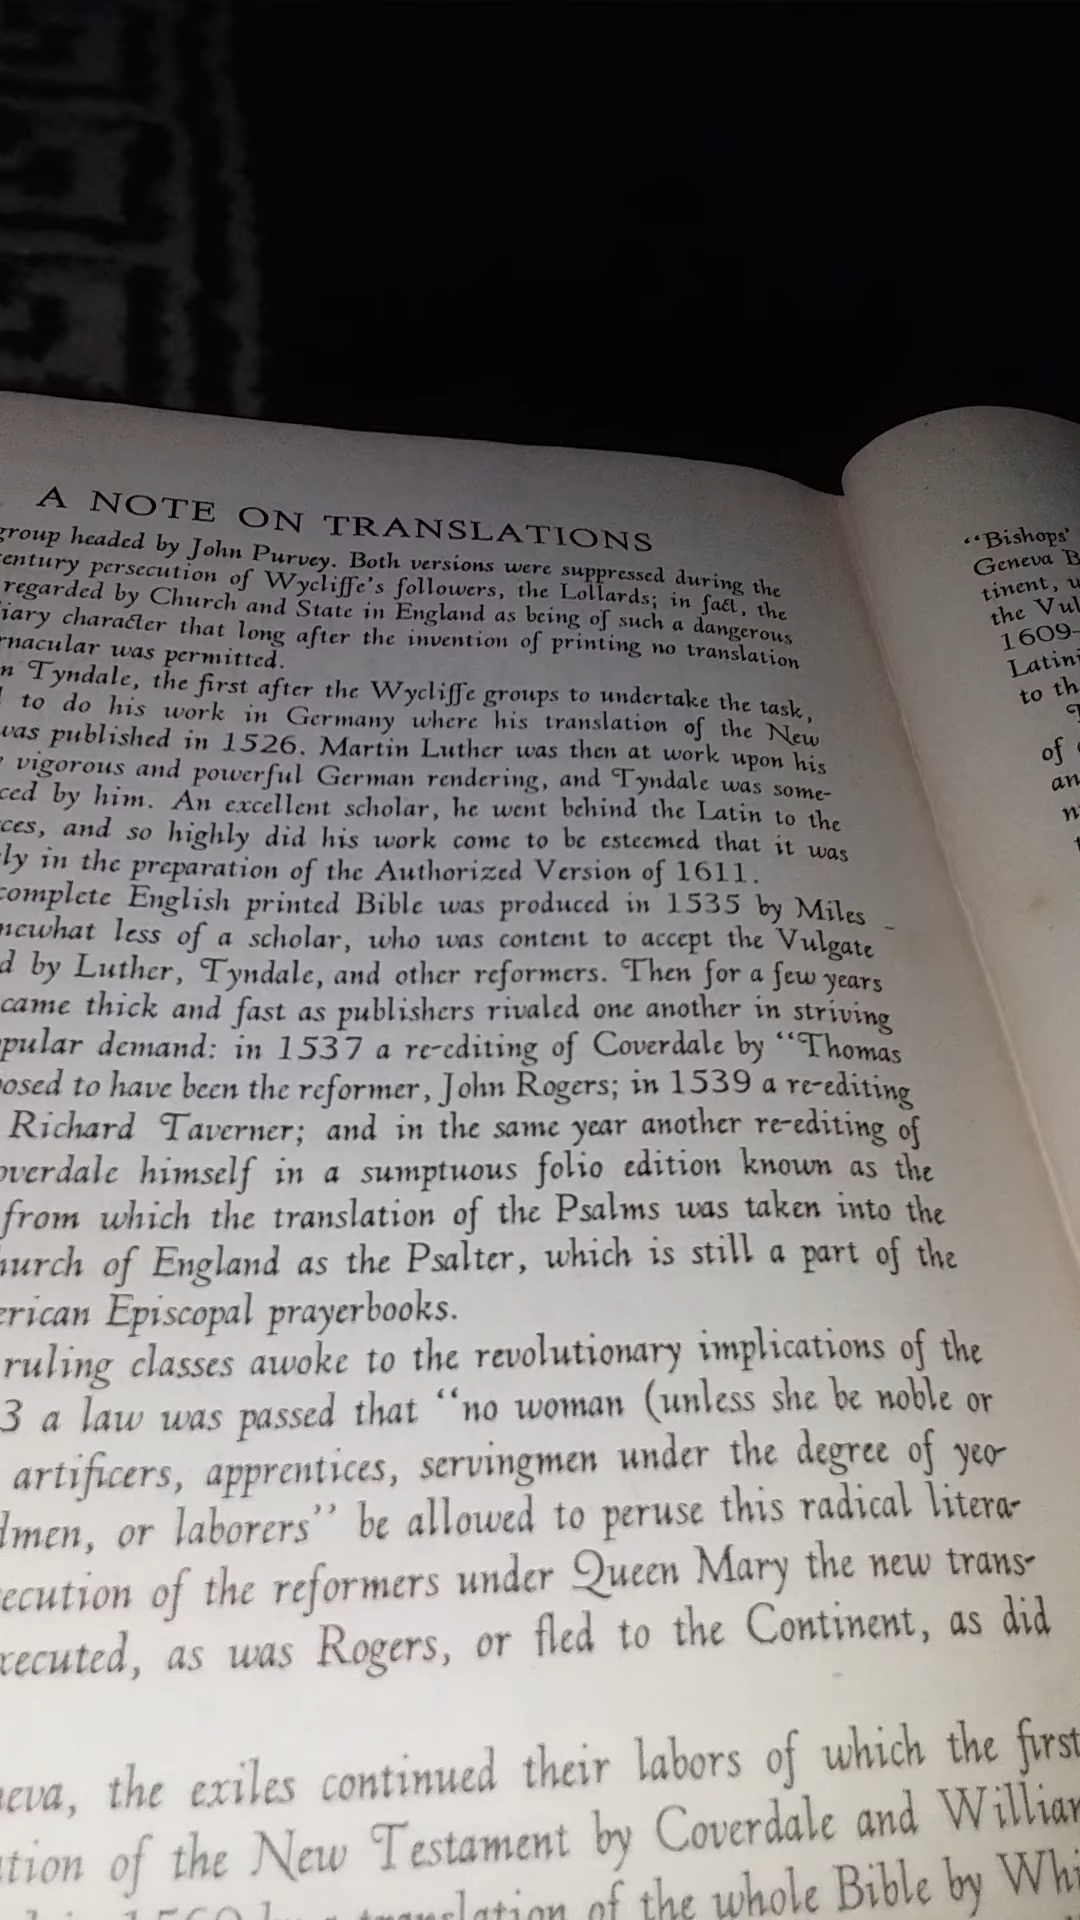 A NOTE ON TRANSLATIONS
group headed by John Purvey. Both versions were suppressed during the
entury persecution of Wycliffe's followers, the Lollards; in fact, the
regarded by Church and State in England as being of such a dangerous
iary character that long after the invention of printing no translation
rnacular was permitted.
n Tyndale, the first after the Wycliffe groups to undertake the task,
to do his work in Germany where his translation of the New
was published in 1526. Martin Luther was then at work upon his
vigorous and powerful German rendering, and Tyndale was some-
ced by him. An excellent scholar, he went behind the Latin to the
ces, and so highly did his work come to be esteemed that it was
ly in the preparation of the Authorized Version of 1611.
complete English printed Bible was produced in 1535 by Miles
newhat less of a scholar, who was content to accept the Vulgate
d by Luther, Tyndale, and other reformers. Then for a few years
came thick and fast as publishers rivaled one another in striving
pular demand: in 1537 a re-editing of Coverdale by "Thomas
osed to have been the reformer, John Rogers; in 1539 a re-editing
Richard Taverner; and in the same year another re-editing of
overdale himself in a sumptuous folio edition known as the
from which the translation of the Psalms was taken into the
hurch of England as the Psalter, which is still a part of the
erican Episcopal prayerbooks.
ruling classes awoke to the revolutionary implications of the
3 a law was passed that "no woman (unless she be noble or
artificers, apprentices, servingmen under the degree of yeo-
dmen, or laborers" be allowed to peruse this radical litera-
ecution of the reformers under Queen Mary the new trans-
xecuted, as was Rogers, or fled to the Continent, as did
neva, the exiles continued their labors of which the first
ation of the New Testament by Coverdale and William
1560 by a translation of the whole Bible by Whi
"Bishops'
Geneva B
tinent, u
the Vul
1609-
Latini
to th
of
an